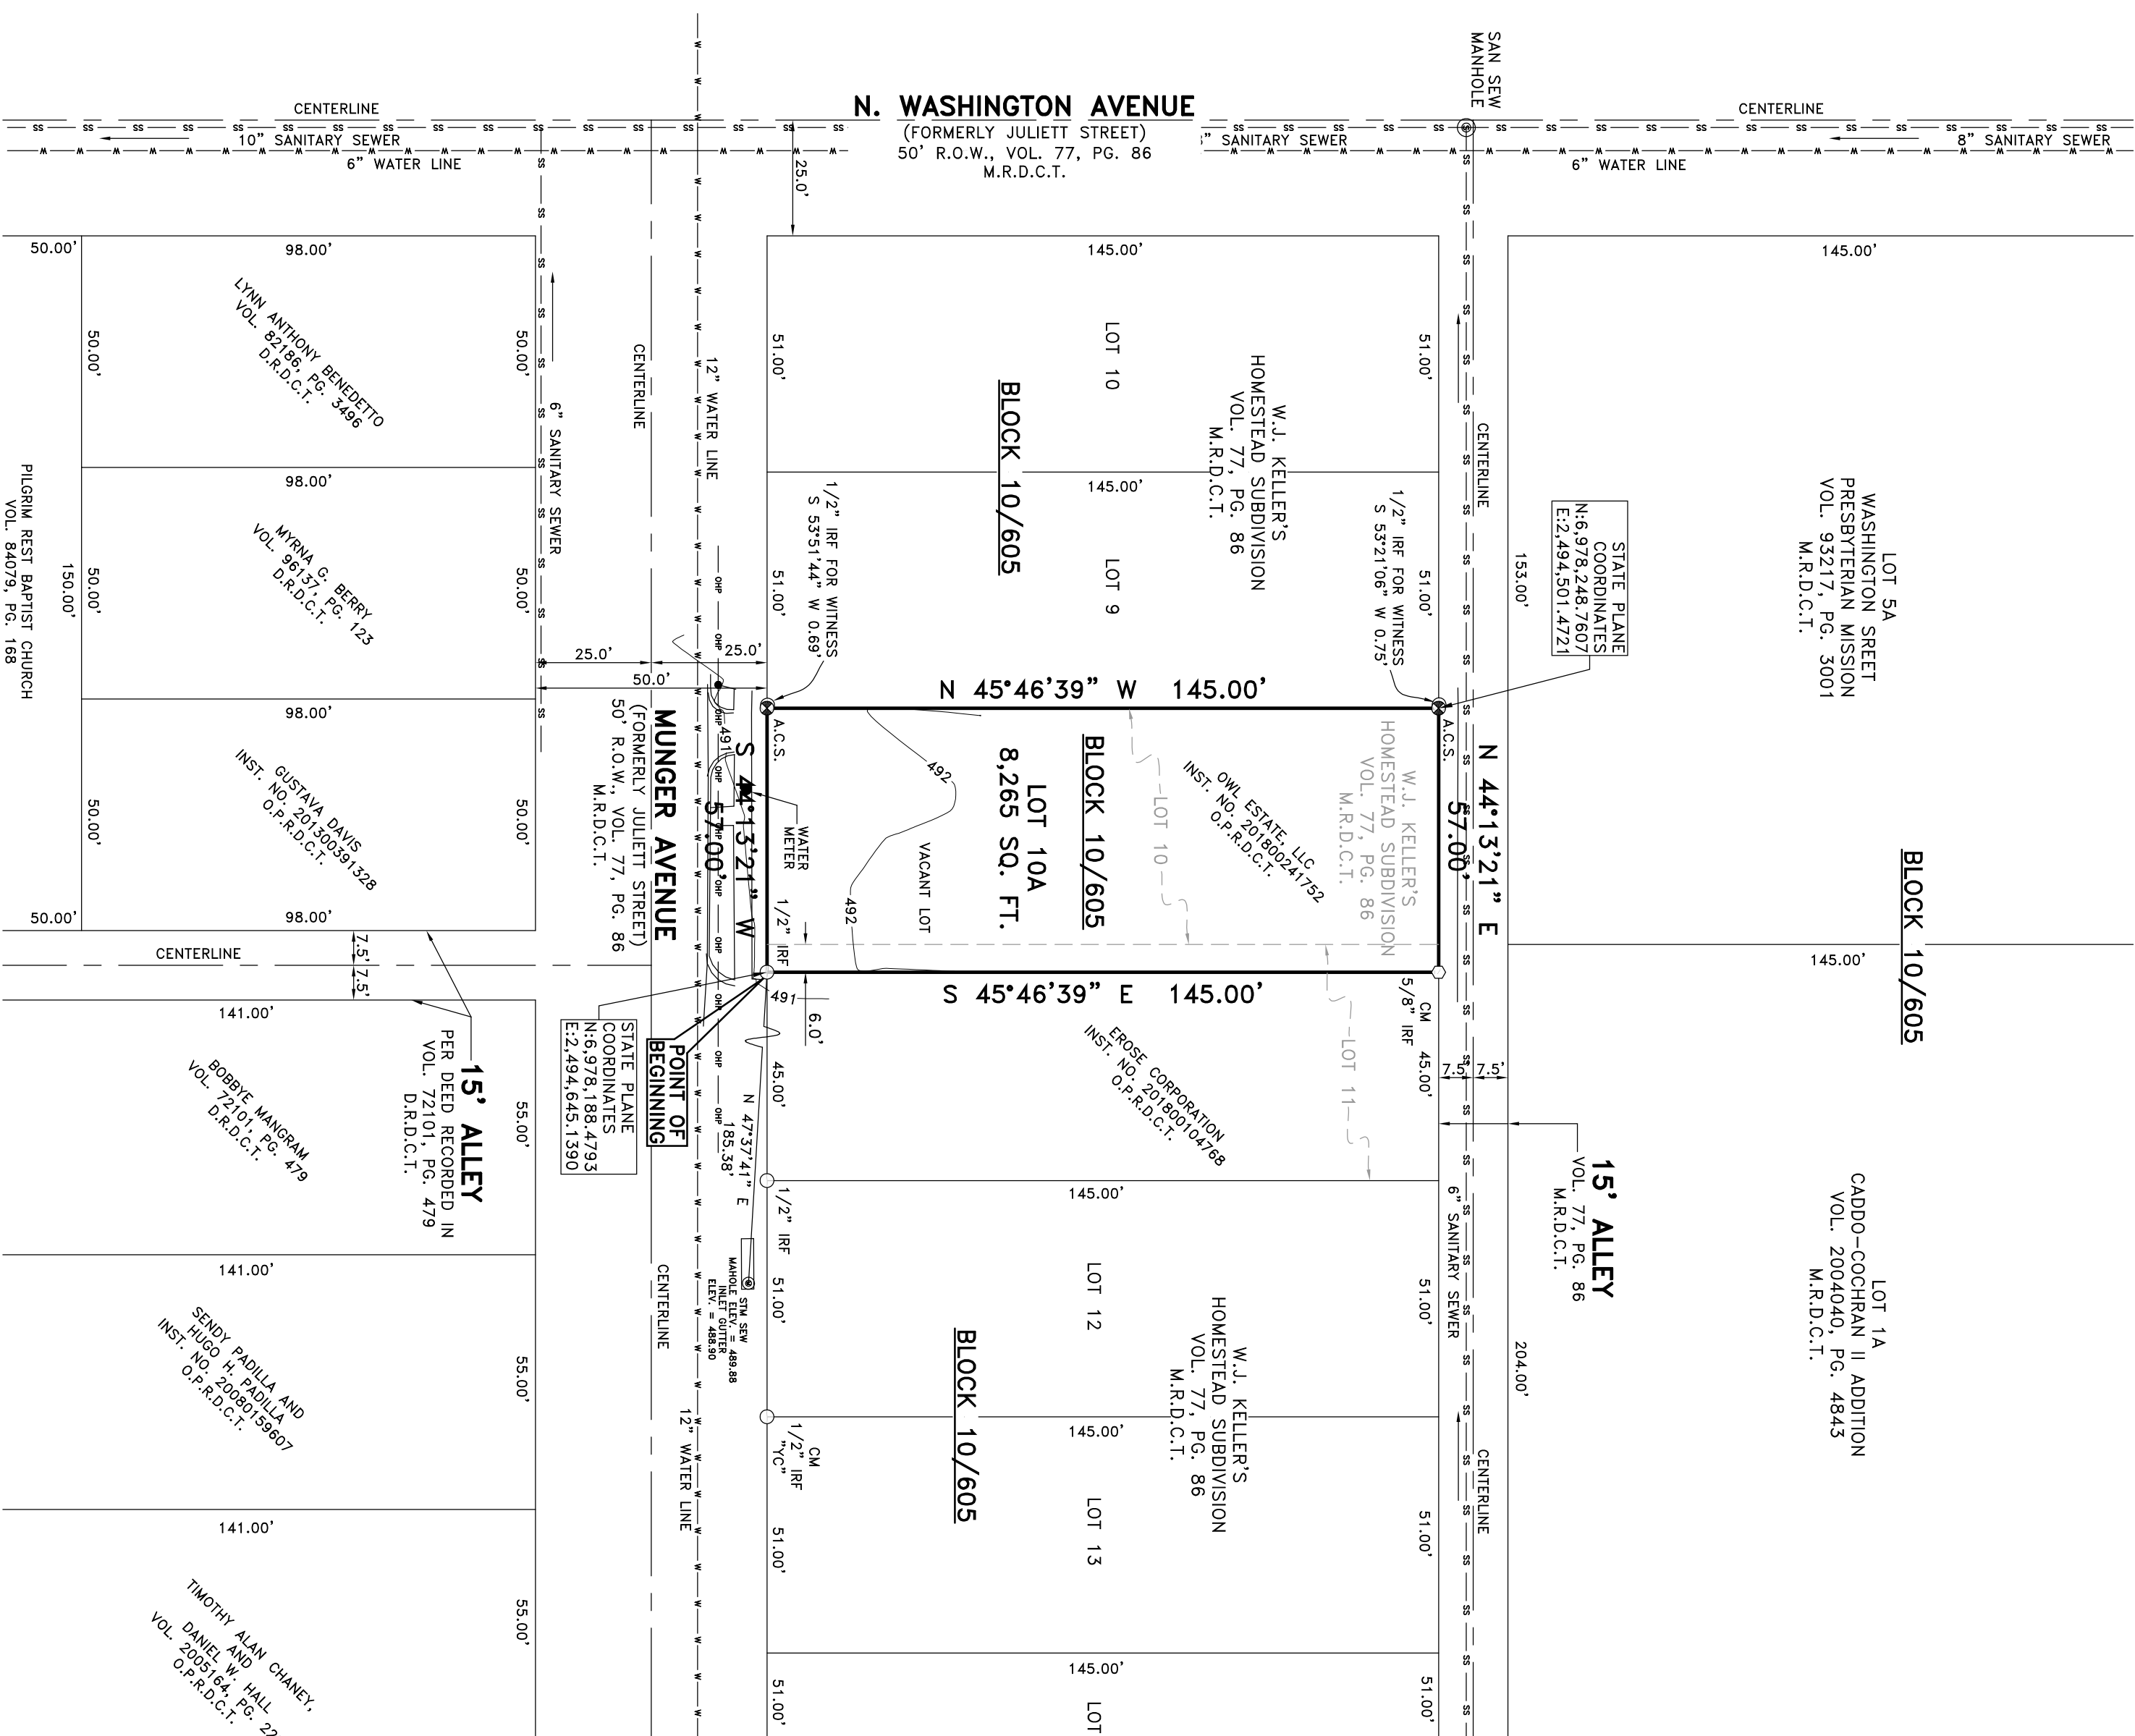 SAN SEW
MANHOLE
CENTERLINE
10" SANITARY SEWER
6" WATER LINE
N. WASHINGTON AVENUE
(FORMERLY JULIETT STREET)
50' R.O.W., VOL. 77, PG. 86
M.R.D.C.T.
" SANITARY SEWER
CENTERLINE
8" SANITARY SEWER
6" WATER LINE
25.0'
50.00'
98.00'
50.00'
50.00'
LYNN ANTHONY BENEDETTO
VOL. 82186, PG. 3496
D.R.D.C.T.
6" SANITARY SEWER
CENTERLINE
12" WATER LINE
145.00'
51.00'
51.00'
LOT 10
BLOCK 10/605
W.J. KELLER'S
HOMESTEAD SUBDIVISION
VOL. 77, PG. 86
M.R.D.C.T.
CENTERLINE
145.00'
LOT 5A
WASHINGTON SREET
PRESBYTERIAN MISSION
VOL. 93217, PG. 3001
M.R.D.C.T.
STATE PLANE
COORDINATES
N:6,978,248.7607
E:2,494,501.4721
153.00'
PILGRIM REST BAPTIST CHURCH
VOL. 84079, PG. 168
150.00'
98.00'
50.00'
50.00'
MYRNA G. BERRY
VOL. 96137, PG. 123
D.R.D.C.T.
145.00'
LOT 9
51.00'
51.00'
1/2" IRF FOR WITNESS
S 53°51'44" W 0.69'
1/2" IRF FOR WITNESS
S 53°21'06" W 0.75'
25.0'
25.0'
50.0'
98.00'
50.00'
50.00'
GUSTAVA DAVIS
INST. NO. 201300391328
O.P.R.D.C.T.
50.00'
98.00'
MUNGER AVENUE
(FORMERLY JULIETT STREET)
50' R.O.W., VOL. 77, PG. 86
M.R.D.C.T.
N 45°46'39" W 145.00'
A.C.S.
A.C.S.
491
S 44°13'21" W
57.00'
WATER
METER
492
492
VACANT LOT
LOT 10A
8,265 SQ. FT.
BLOCK 10/605
LOT 10
OWL ESTATE, LLC
INST. NO. 201800241752
O.P.R.D.C.T.
W.J. KELLER'S
HOMESTEAD SUBDIVISION
VOL. 77, PG. 86
M.R.D.C.T.
N 44°13'21" E
57.00'
BLOCK 10/605
1/2" IRF
S 45°46'39" E 145.00'
CM
5/8" IRF
145.00'
CENTERLINE
7.5'
7.5'
141.00'
15' ALLEY
PER DEED RECORDED IN
VOL. 72101, PG. 479
D.R.D.C.T.
BOBBYE MANGRAM
VOL. 72101, PG. 479
D.R.D.C.T.
55.00'
STATE PLANE
COORDINATES
N:6,978,188.4793
E:2,494,645.1390
POINT OF
BEGINNING
491
6.0'
45.00'
N 47°37'41" E
185.38'
EROSE CORPORATION
INST. NO. 201800104768
O.P.R.D.C.T.
LOT 11
45.00'
7.5'
7.5'
15' ALLEY
VOL. 77, PG. 86
M.R.D.C.T.
6" SANITARY SEWER
LOT 1A
CADDO-COCHRAN II ADDITION
VOL. 2004040, PG. 4843
M.R.D.C.T.
204.00'
141.00'
SENDY PADILLA AND
HUGO H. PADILLA
INST. NO. 20080159607
O.P.R.D.C.T.
55.00'
CENTERLINE
12" WATER LINE
STM SEW
MAHOLE ELEV. = 489.88
INLET GUTTER
ELEV. = 488.90
1/2" IRF
145.00'
51.00'
51.00'
LOT 12
BLOCK 10/605
W.J. KELLER'S
HOMESTEAD SUBDIVISION
VOL. 77, PG. 86
M.R.D.C.T.
CM
1/2" IRF
"YC"
145.00'
51.00'
51.00'
LOT 13
CENTERLINE
141.00'
TIMOTHY ALAN CHANEY,
AND
DANIEL W. HALL
VOL. 2005164, PG. 22
O.P.R.D.C.T.
55.00'
145.00'
51.00'
51.00'
LOT